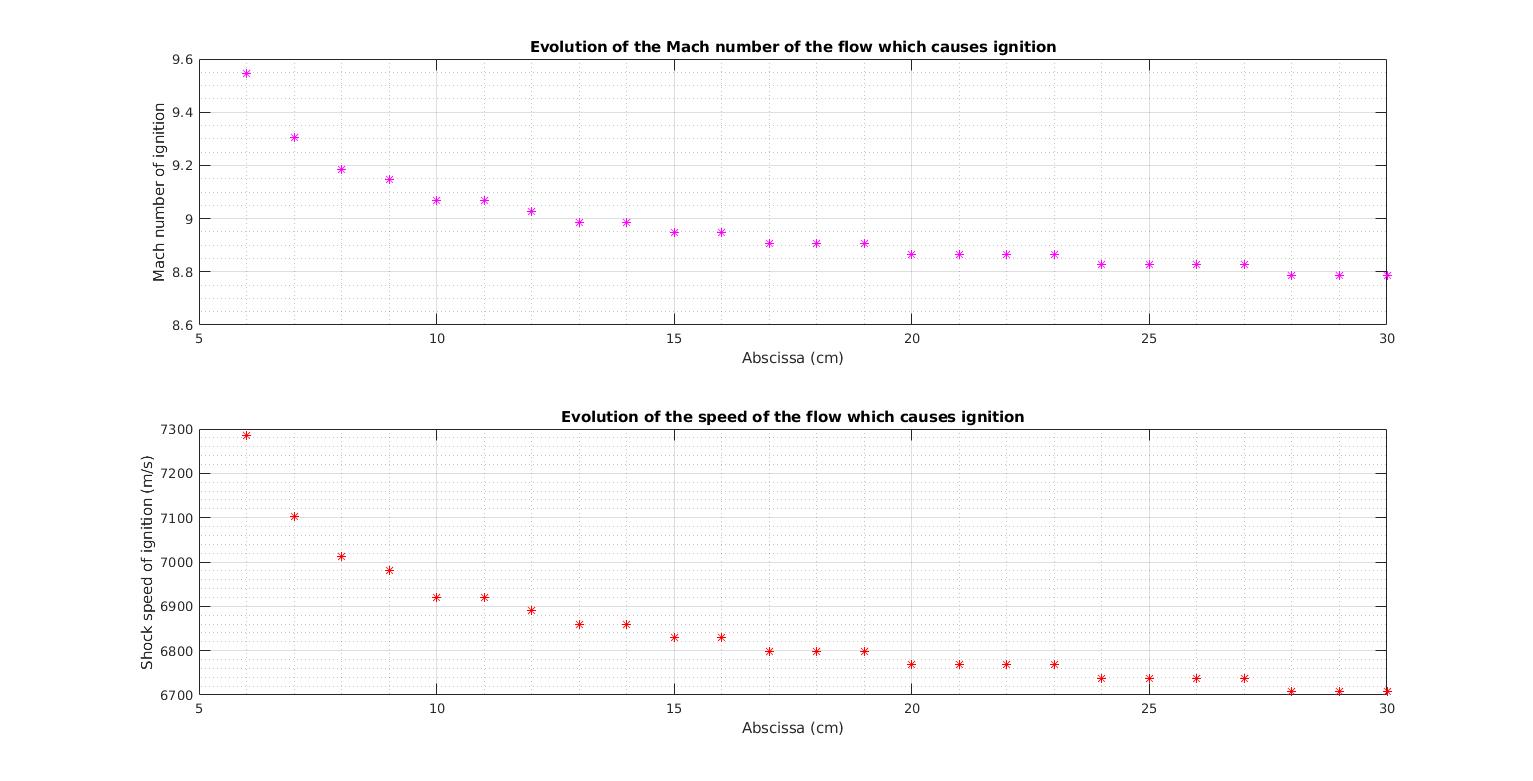 Evolution of the Mach number of the flow which causes ignition
9.6
9.4
9.2
9
8.8
8.6
Mach number of ignition
5 10 15 20 25 30
Abscissa (cm)
Evolution of the speed of the flow which causes ignition
7300
7200
7100
7000
6900
6800
6700
Shock speed of ignition (m/s)
5 10 15 20 25 30
Abscissa (cm)